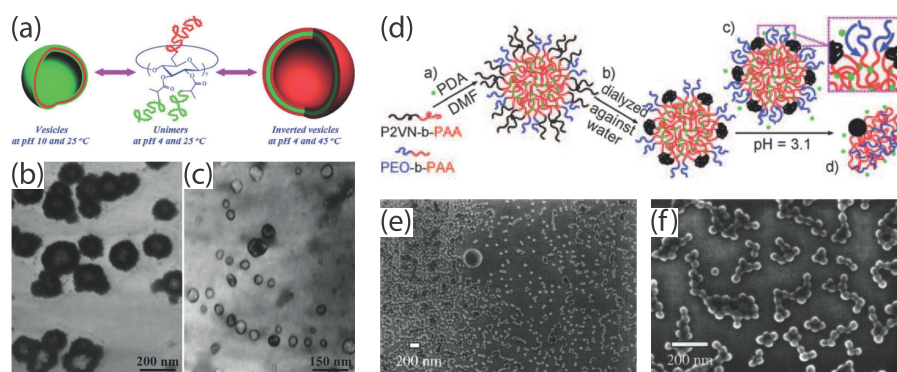 (a)
O
O
7
O
O
O
O
Vesicles
at pH 10 and 25 °C
Unimers
at pH 4 and 25 °C
Inverted vesicles
at pH 4 and 45 °C
(b)
200 nm
(c)
150 nm
(d)
a)
PDA
DMF
P2VN-b-PAA
PEO-b-PAA
b)
dialyzed
against
water
c)
pH = 3.1
d)
(e)
200 nm
(f)
200 nm